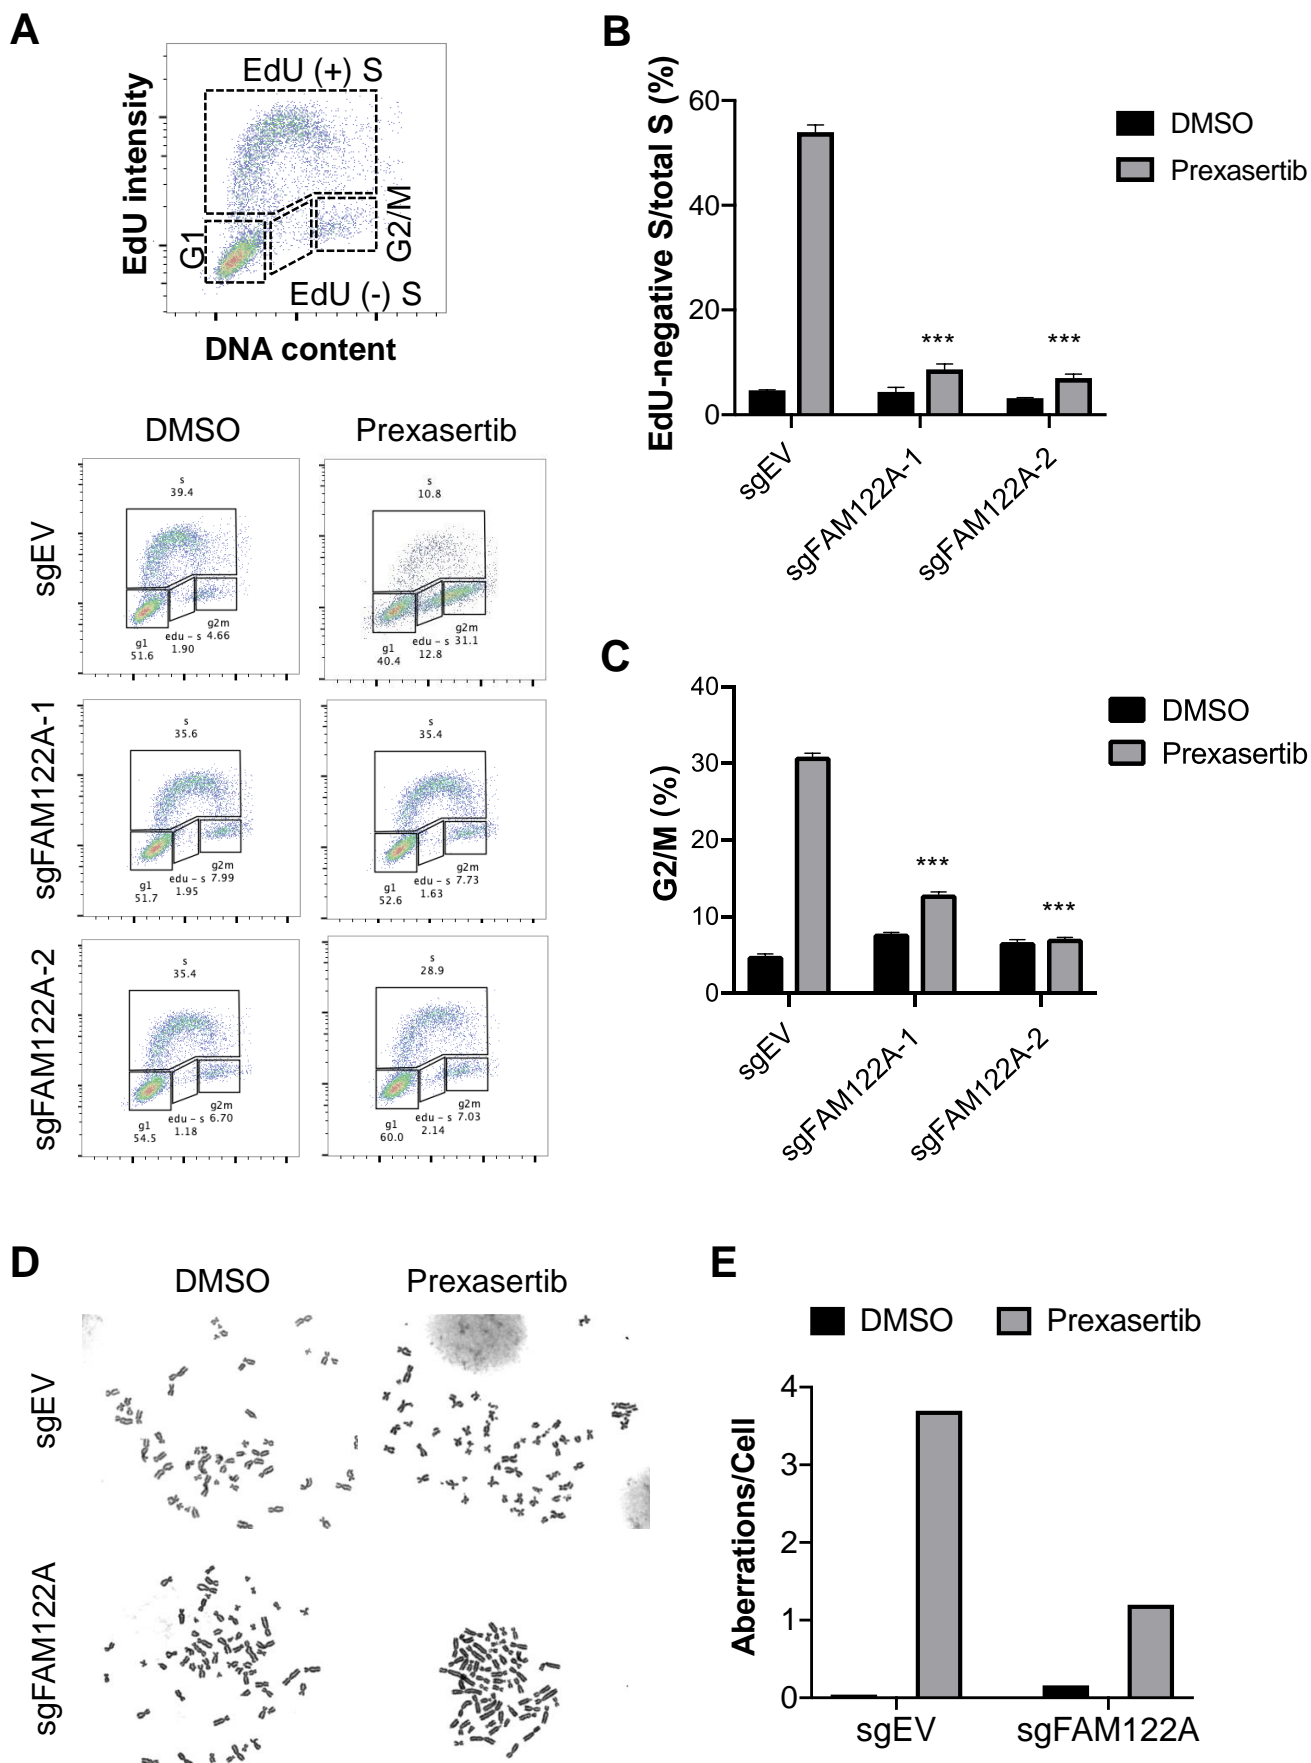 A
EdU intensity
EdU (+) S
G1
G2/M
EdU (-) S
DNA content
DMSO
Prexasertib
sgEV
s
39.4
g1
51.6
edu - s
1.90
g2m
4.66
s
10.8
g1
40.4
edu - s
12.8
g2m
31.1
sgFAM122A-1
s
35.6
g1
51.7
edu - s
1.95
g2m
7.99
s
35.4
g1
52.6
edu - s
1.63
g2m
7.73
sgFAM122A-2
s
35.4
g1
54.5
edu - s
1.18
g2m
6.70
s
28.9
g1
60.0
edu - s
2.14
g2m
7.03
B
EdU-negative S/total S (%)
60
40
20
0
***
***
DMSO
Prexasertib
sgEV
sgFAM122A-1
sgFAM122A-2
C
G2/M (%)
40
30
20
10
0
***
***
DMSO
Prexasertib
sgEV
sgFAM122A-1
sgFAM122A-2
D
DMSO
Prexasertib
sgEV
sgFAM122A
E
DMSO
Prexasertib
Aberrations/Cell
4
3
2
1
0
sgEV
sgFAM122A